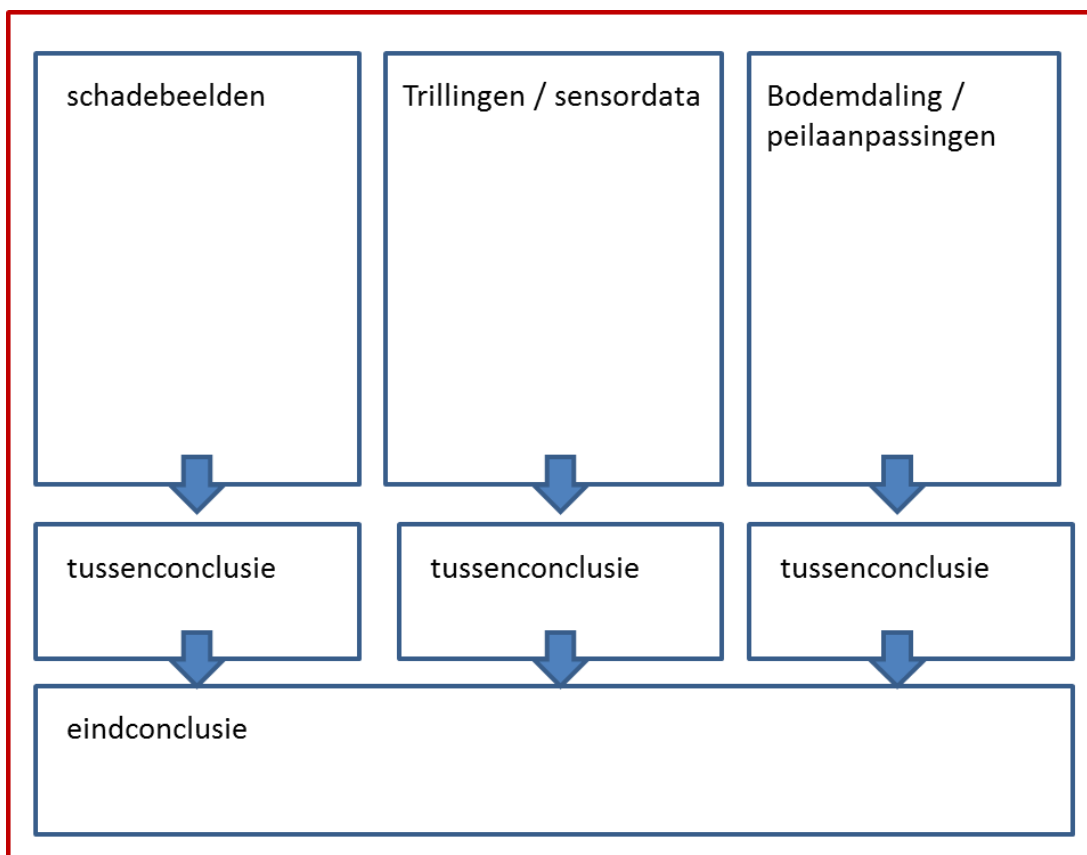 schadebeelden
Trillingen / sensordata
Bodemdaling /
peilaanpassingen
tussenconclusie
tussenconclusie
tussenconclusie
eindconclusie